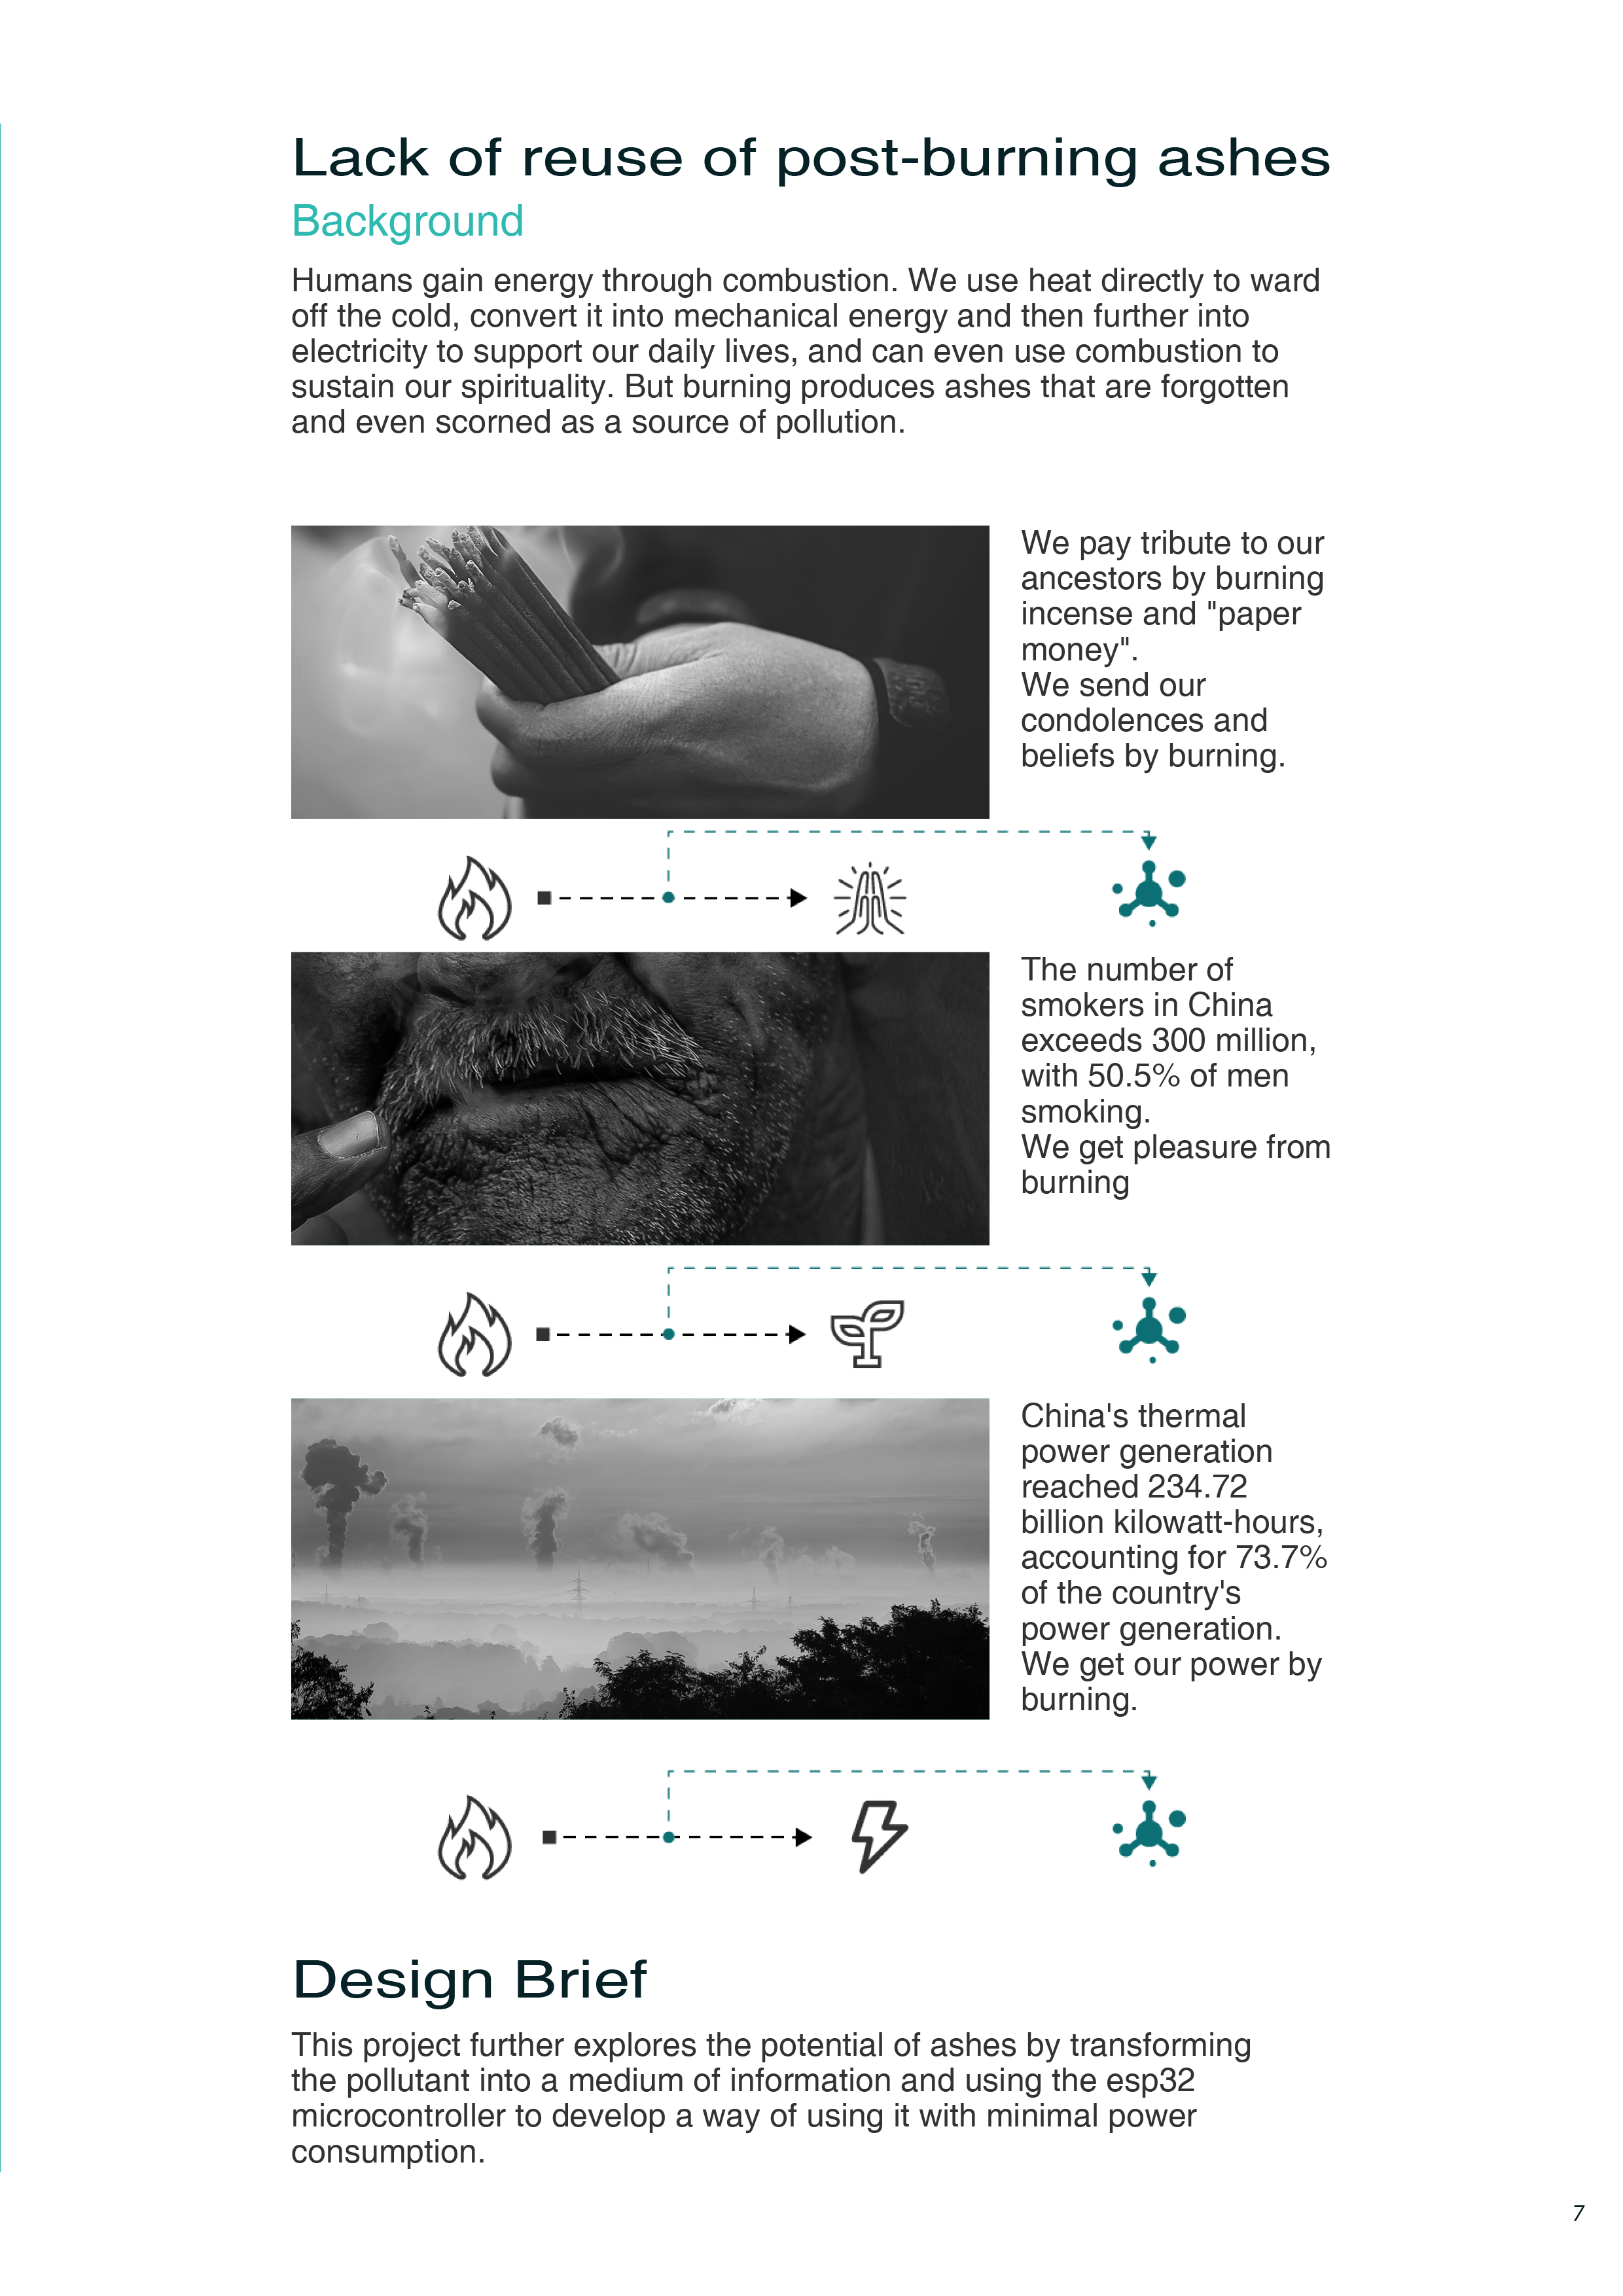 Lack of reuse of post-burning ashes
Background
Humans gain energy through combustion. We use heat directly to ward
off the cold, convert it into mechanical energy and then further into
electricity to support our daily lives, and can even use combustion to
sustain our spirituality. But burning produces ashes that are forgotten
and even scorned as a source of pollution.
We pay tribute to our
ancestors by burning
incense and "paper
money".
We send our
condolences and
beliefs by burning.
The number of
smokers in China
exceeds 300 million,
with 50.5% of men
smoking.
We get pleasure from
burning
China's thermal
power generation
reached 234.72
billion kilowatt-hours,
accounting for 73.7%
of the country's
power generation.
We get our power by
burning.
Design Brief
This project further explores the potential of ashes by transforming
the pollutant into a medium of information and using the esp32
microcontroller to develop a way of using it with minimal power
consumption.
7